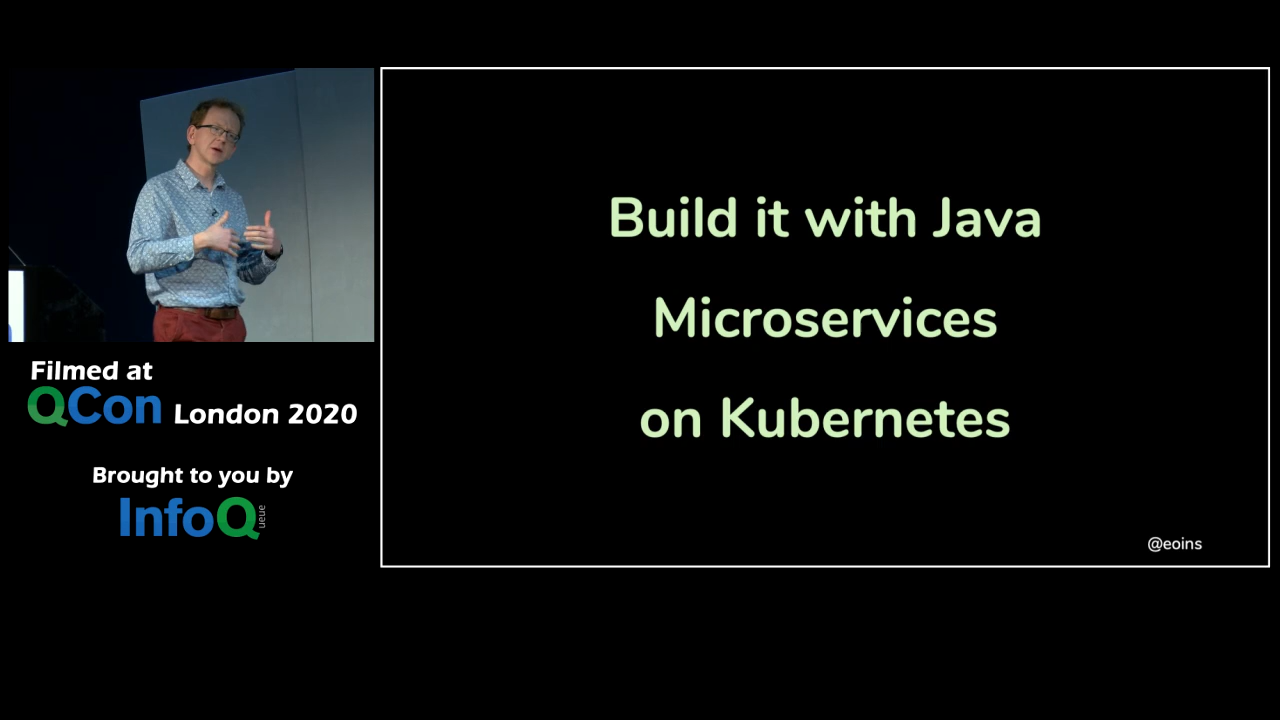 Filmed at
QCon London 2020
Brought to you by
InfoQ
ueue
Build it with Java
Microservices
on Kubernetes
@eoins